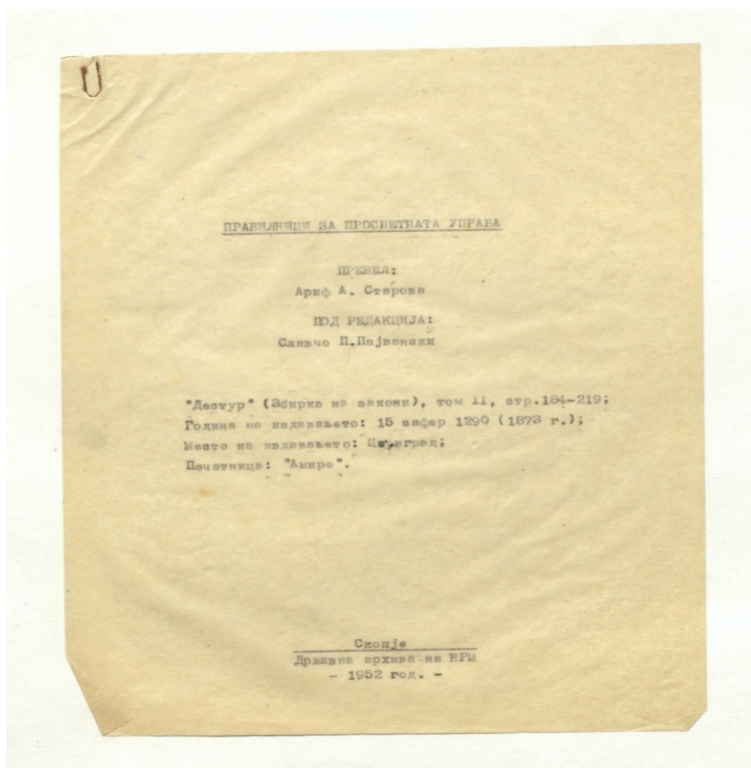 ПРАВИЛНИЦИ ЗА ПРОСВЕТНАТА УПРАВА
ПРЕВЕЛ:
Ариф А. Старова
ПОД РЕДАКЦИЈА:
Славчо П.Пајвански
"Дестур" (Збирка на закони), том II, стр.184-219;
Година на издавањето: 15 сафер 1290 (1873 г.);
Место на издавањето: Цариград;
Печатница: "Амире".
Скопје
Државна архива на НРМ
- 1952 год. -